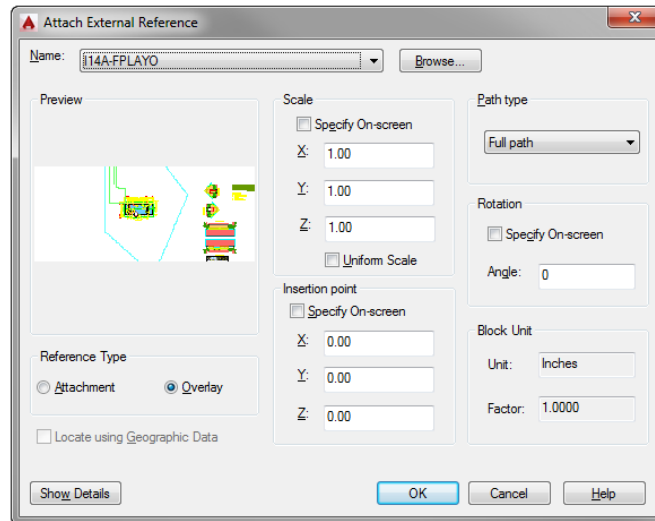 Attach External Reference
Name: I14A-FPLAYO Browse...
Preview
Scale
Specify On-screen
X: 1.00
Y: 1.00
Z: 1.00
Uniform Scale
Path type
Full path
Rotation
Specify On-screen
Angle: 0
Insertion point
Specify On-screen
X: 0.00
Y: 0.00
Z: 0.00
Block Unit
Unit: Inches
Factor: 1.0000
Reference Type
Attachment Overlay
Locate using Geographic Data
Show Details OK Cancel Help